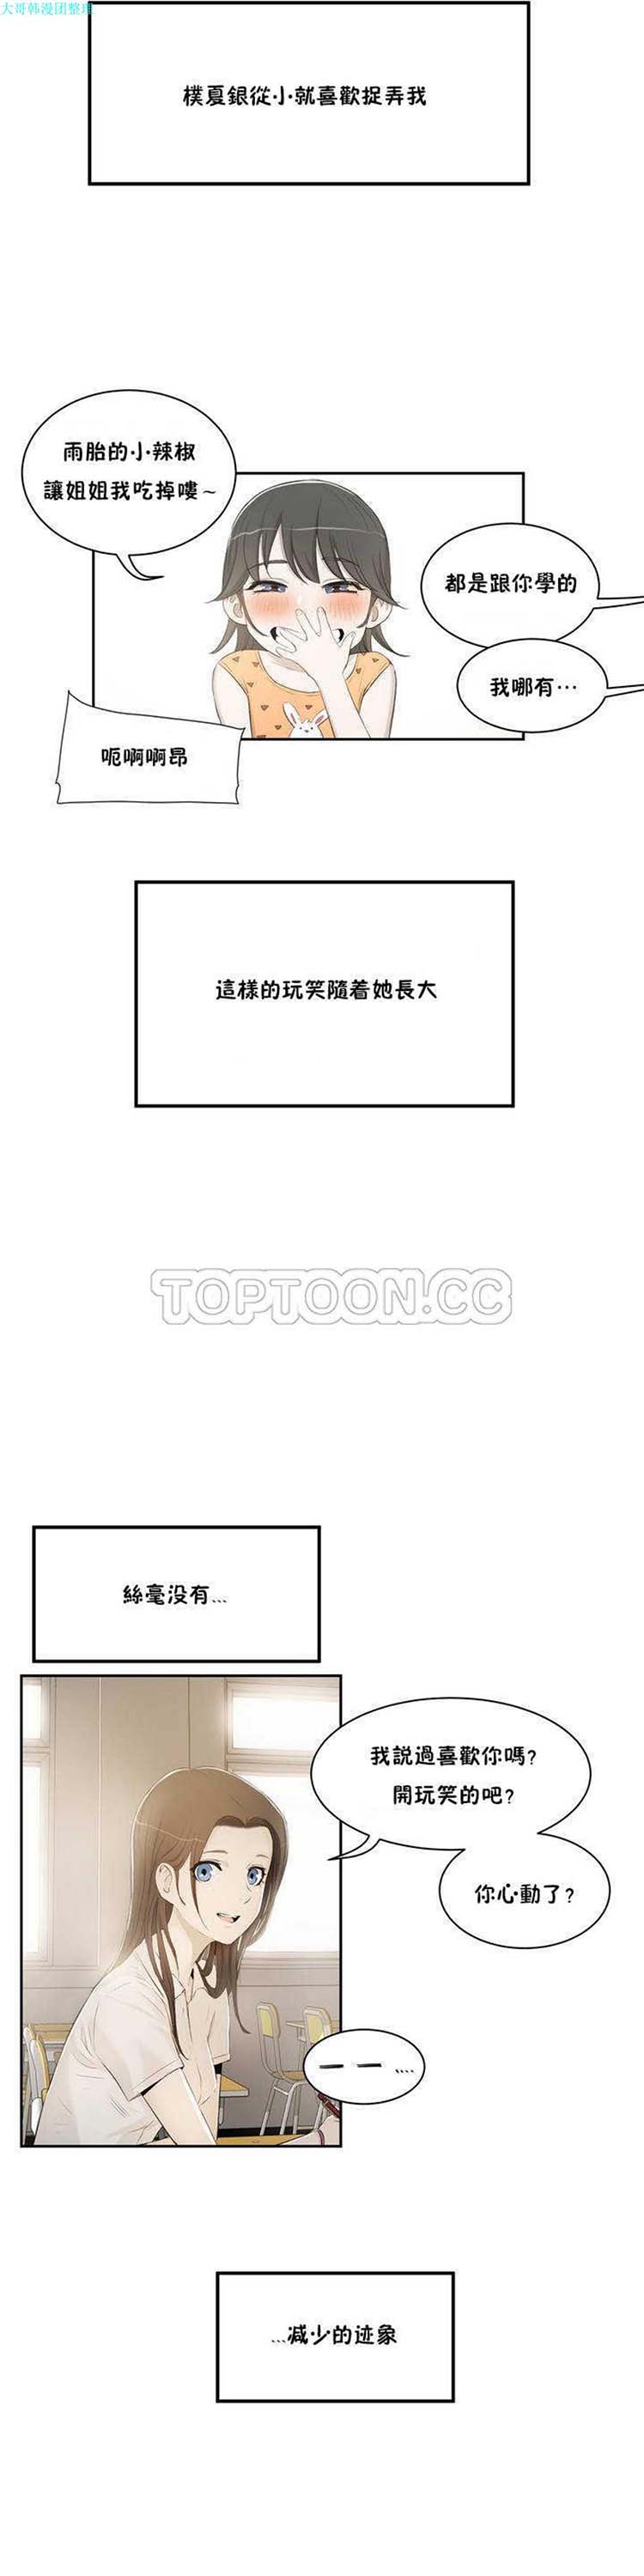 大哥韩漫团整理
樸夏銀從小就喜歡捉弄我
雨胎的小辣椒
讓姐姐我吃掉嘍~
都是跟你學的
我哪有…
呃啊啊昂
這樣的玩笑隨着她長大
TOPTOON.CC
絲毫没有...
我説過喜歡你嗎?
開玩笑的吧?
你心動了?
一一....
...减少的迹象